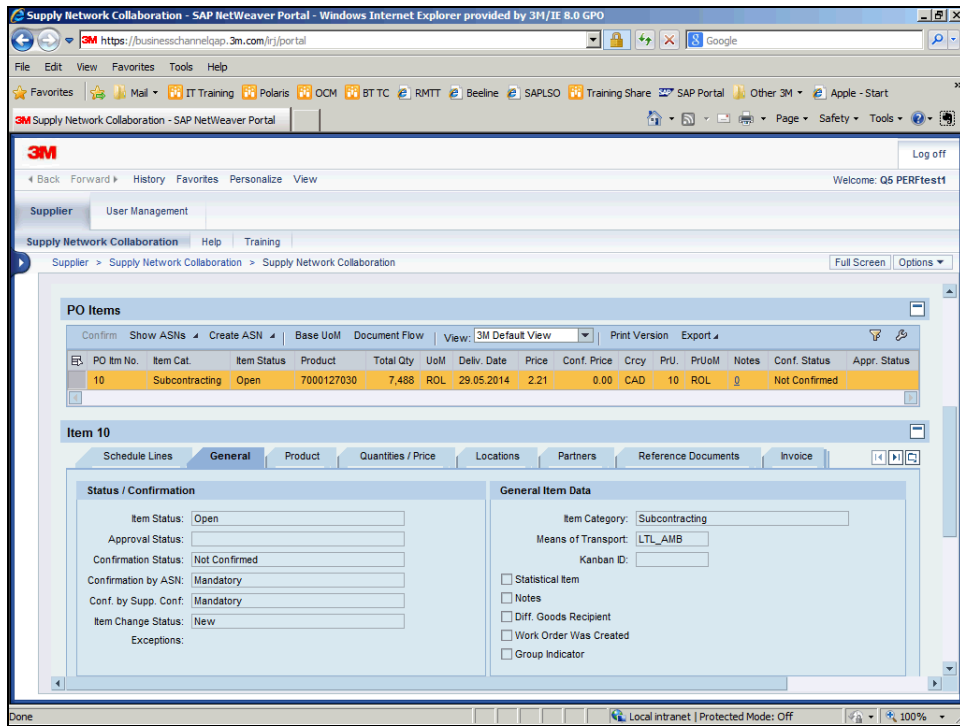 Supply Network Collaboration - SAP NetWeaver Portal - Windows Internet Explorer provided by 3M/IE 8.0 GPO
3M https://businesschannelqap.3m.com/irj/portal
Google
File Edit View Favorites Tools Help
Favorites Mail IT Training Polaris OCM BT TC RMTT Beeline SAPLSO Training Share SAP Portal Other 3M Apple - Start »
3M Supply Network Collaboration - SAP NetWeaver Portal Page Safety Tools
3M Log off
Back Forward History Favorites Personalize View Welcome: Q5 PERFtest1
Supplier User Management
Supply Network Collaboration Help Training
Supplier > Supply Network Collaboration > Supply Network Collaboration Full Screen Options
PO Items
Confirm Show ASNs Create ASN Base UoM Document Flow View: 3M Default View Print Version Export
PO Itm No. Item Cat. Item Status Product Total Qty UoM Deliv. Date Price Conf. Price Crcy PrU. PrUoM Notes Conf. Status Appr. Status
10 Subcontracting Open 7000127030 7,488 ROL 29.05.2014 2.21 0.00 CAD 10 ROL 0 Not Confirmed
Item 10
Schedule Lines General Product Quantities / Price Locations Partners Reference Documents Invoice
Status / Confirmation General Item Data
Item Status: Open Item Category: Subcontracting
Approval Status: Means of Transport: LTL_AMB
Confirmation Status: Not Confirmed Kanban ID:
Confirmation by ASN: Mandatory Statistical Item
Conf. by Supp. Conf: Mandatory Notes
Item Change Status: New Diff. Goods Recipient
Exceptions: Work Order Was Created
Group Indicator
Done Local intranet | Protected Mode: Off 100%